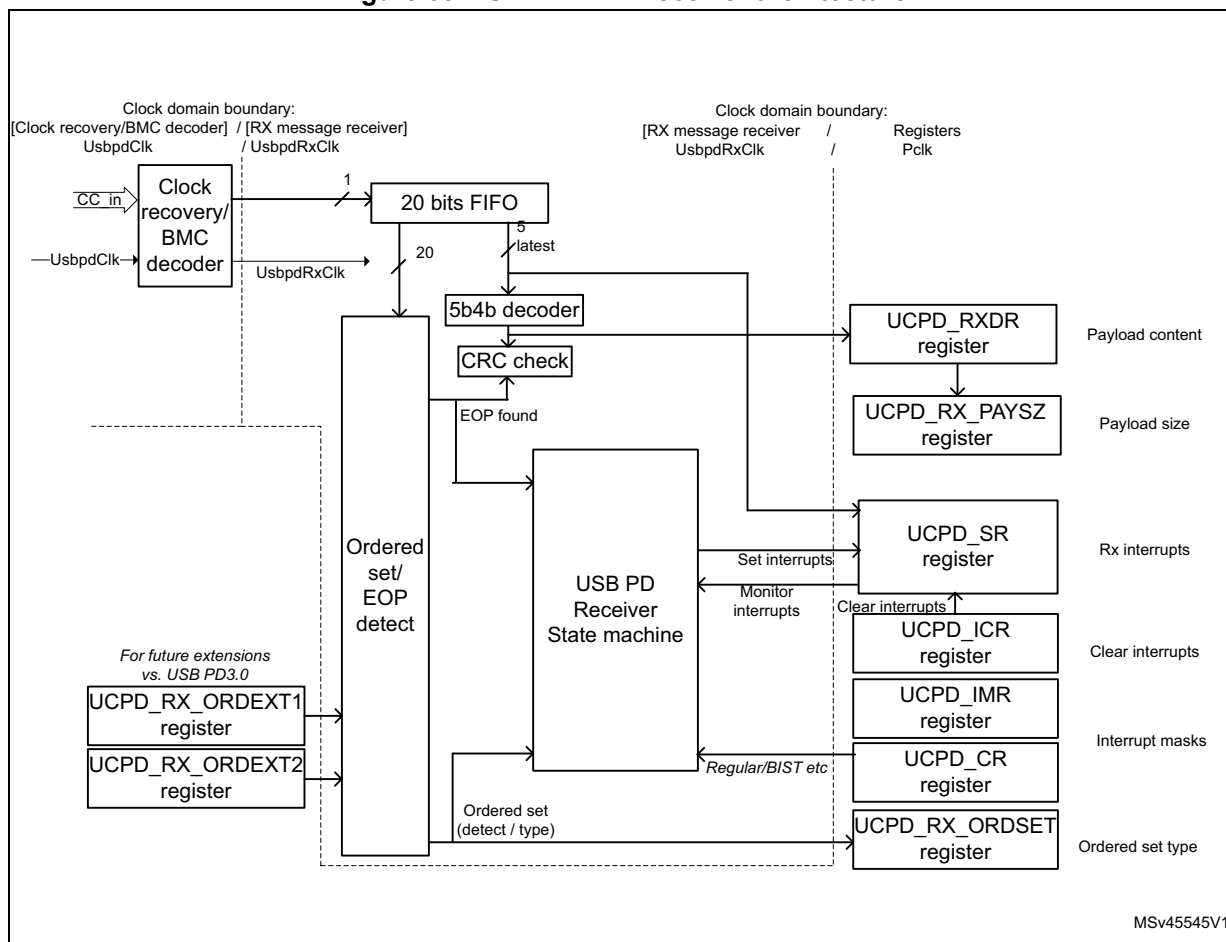 Clock domain boundary:
[Clock recovery/BMC decoder] / [RX message receiver]
UsbpdClk / UsbpdRxClk
Clock domain boundary:
[RX message receiver / Registers
UsbpdRxClk / Pclk
CC_in
Clock
recovery/
BMC
decoder
1
20 bits FIFO
UsbpdClk
UsbpdRxClk
20
5
latest
5b4b decoder
CRC check
EOP found
UCPD_RXDR
register
Payload content
UCPD_RX_PAYSZ
register
Payload size
Ordered
set/
EOP
detect
USB PD
Receiver
State machine
Set interrupts
Monitor
interrupts
UCPD_SR
register
Rx interrupts
Clear interrupts
UCPD_ICR
register
Clear interrupts
UCPD_IMR
register
Interrupt masks
UCPD_CR
register
Regular/BIST etc
For future extensions
vs. USB PD3.0
UCPD_RX_ORDEXT1
register
UCPD_RX_ORDEXT2
register
Ordered set
(detect / type)
UCPD_RX_ORDSET
register
Ordered set type
MSv45545V1